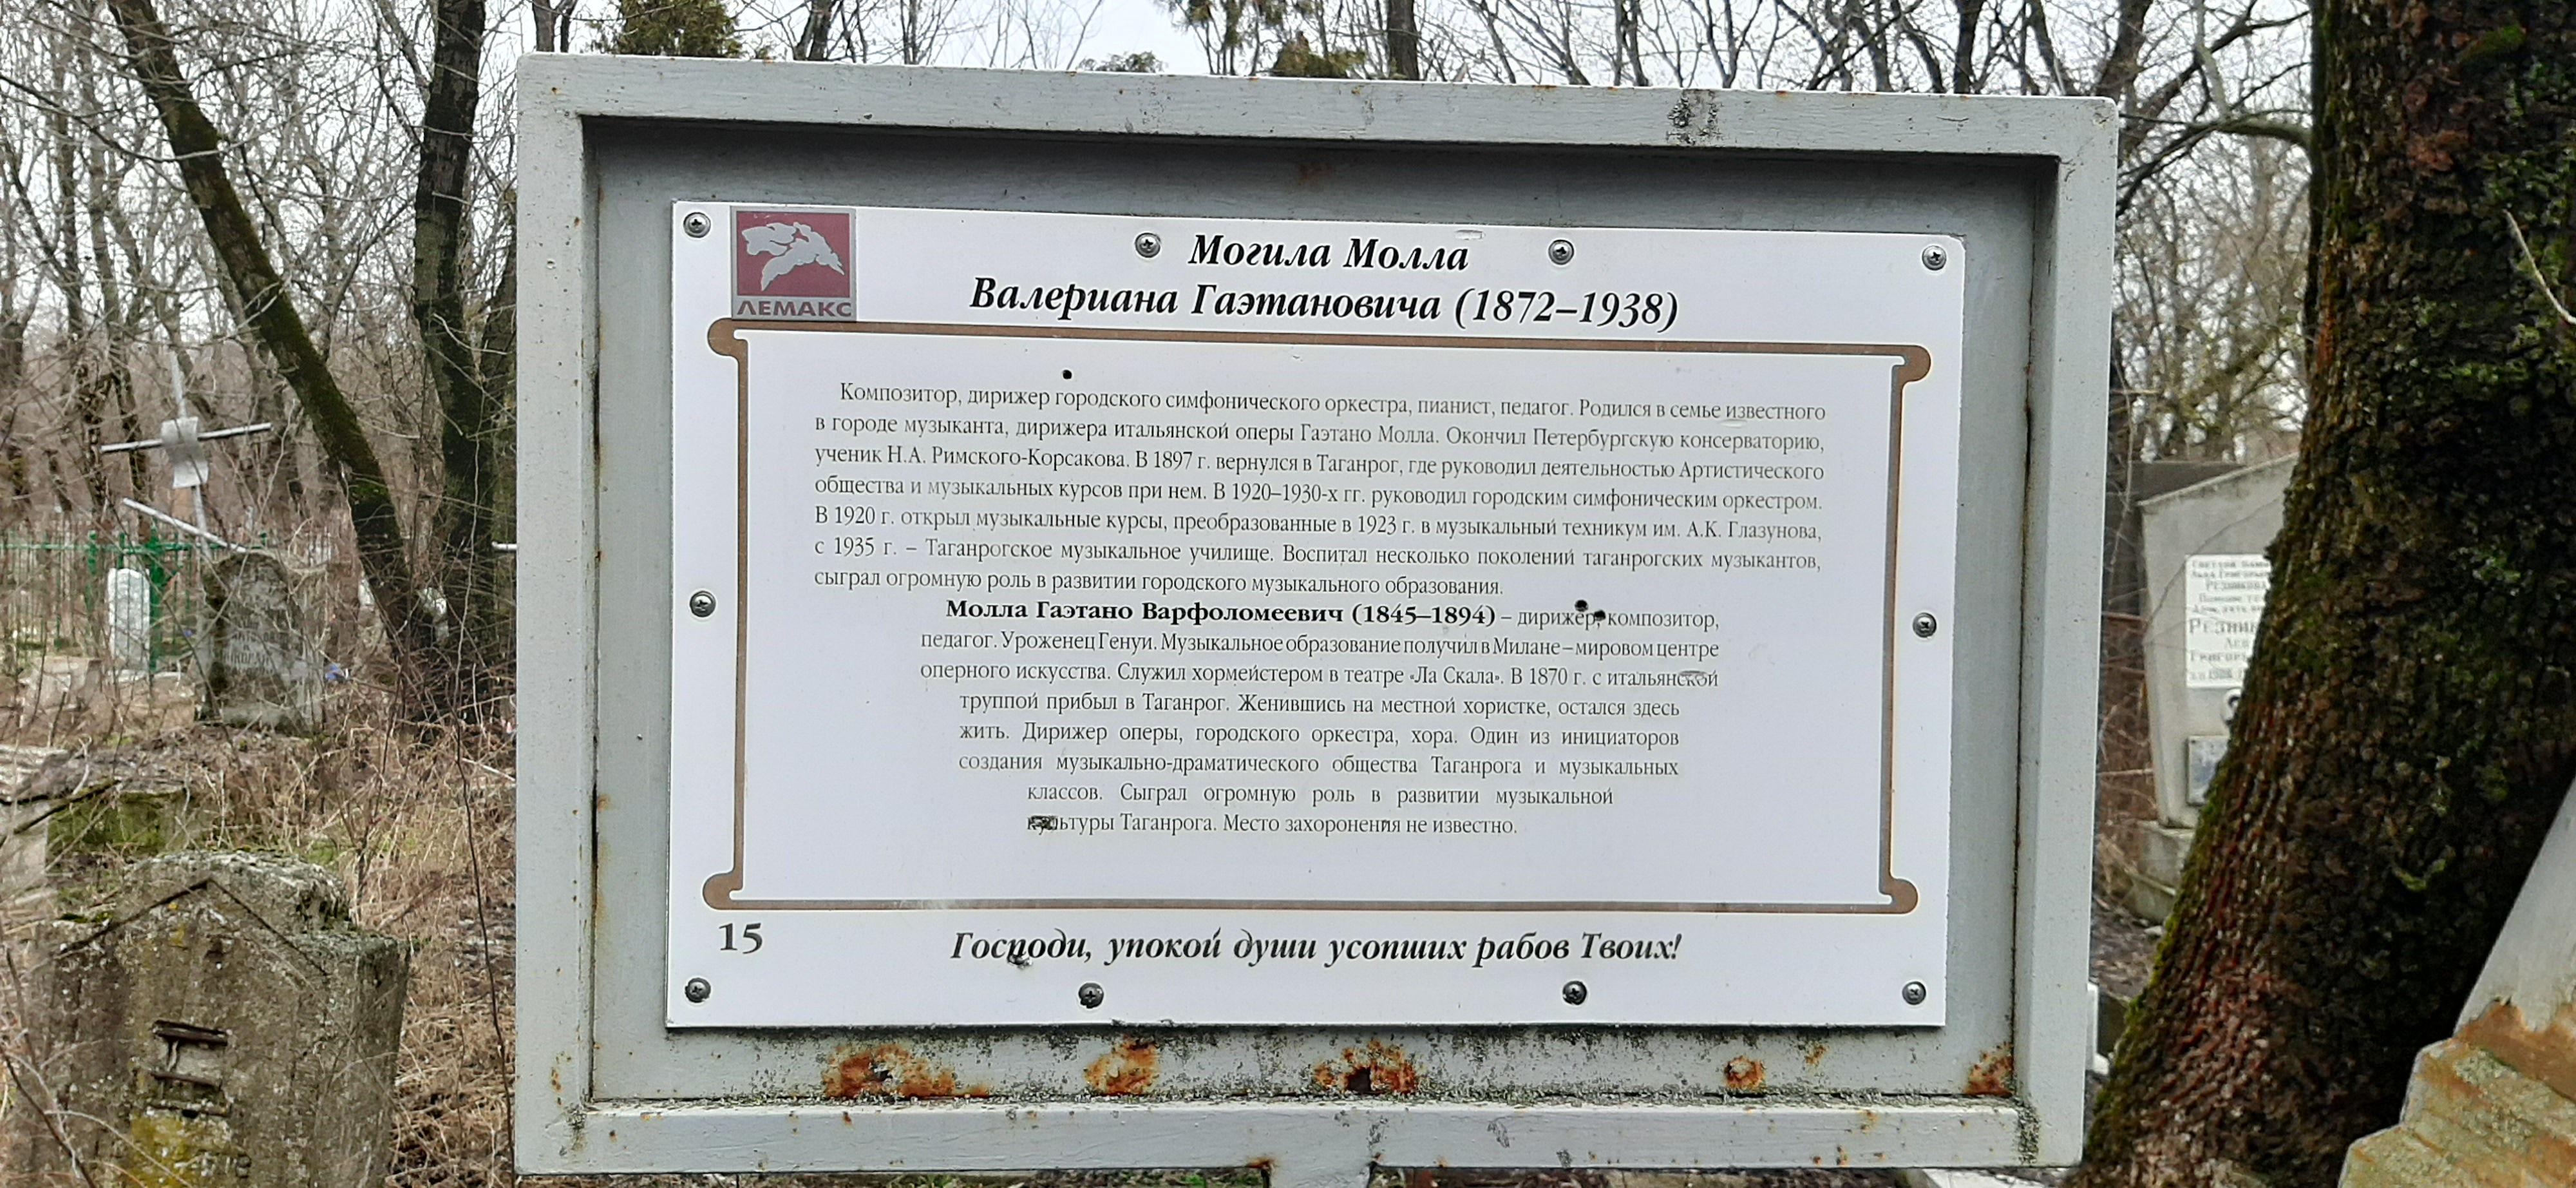 ЛЕМАКС
Могила Молла
Валериана Гаэтановича (1872–1938)
Композитор, дирижер городского симфонического оркестра, пианист, педагог. Родился в семье известного
в городе музыканта, дирижера итальянской оперы Гаэтано Молла. Окончил Петербургскую консерваторию,
ученик Н.А. Римского-Корсакова. В 1897 г. вернулся в Таганрог, где руководил деятельностью Артистического
общества и музыкальных курсов при нем. В 1920–1930-х гг. руководил городским симфоническим оркестром.
В 1920 г. открыл музыкальные курсы, преобразованные в 1923 г. в музыкальный техникум им. А.К. Глазунова,
с 1935 г. – Таганрогское музыкальное училище. Воспитал несколько поколений таганрогских музыкантов,
сыграл огромную роль в развитии городского музыкального образования.
Молла Гаэтано Варфоломеевич (1845–1894) – дирижер, композитор,
педагог. Уроженец Генуи. Музыкальное образование получил в Милане – мировом центре
оперного искусства. Служил хормейстером в театре «Ла Скала». В 1870 г. с итальянской
труппой прибыл в Таганрог. Женившись на местной хористке, остался здесь
жить. Дирижер оперы, городского оркестра, хора. Один из инициаторов
создания музыкально-драматического общества Таганрога и музыкальных
классов. Сыграл огромную роль в развитии музыкальной
культуры Таганрога. Место захоронения не известно.
15
Господи, упокой души усопших рабов Твоих!